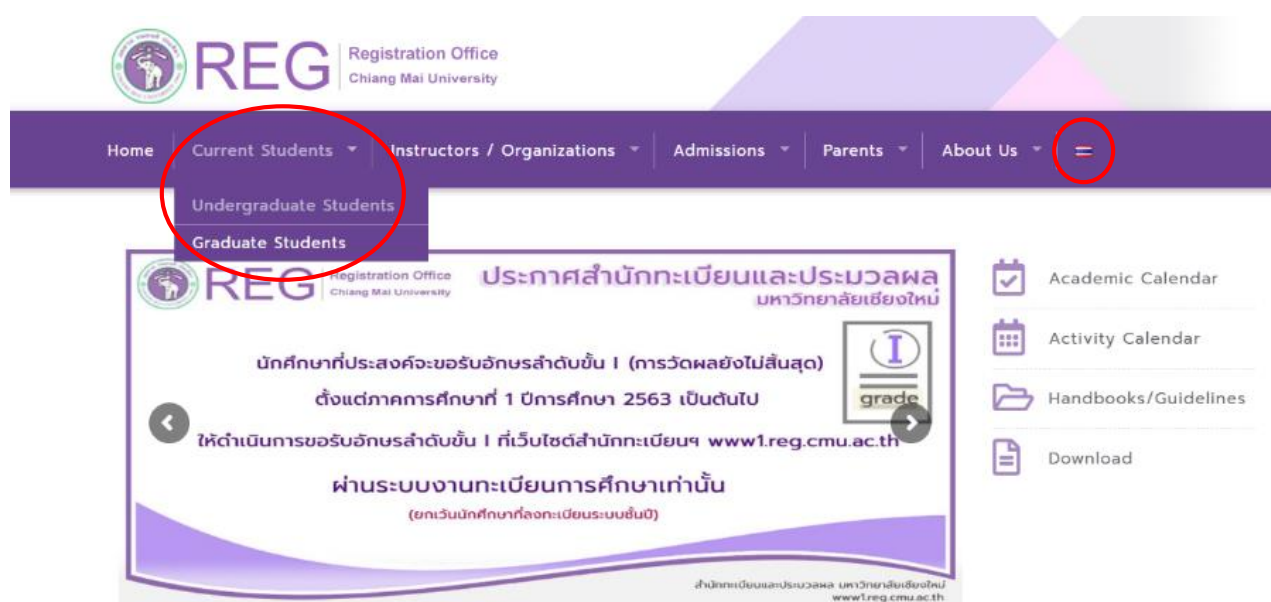 REG
Registration Office
Chiang Mai University
Home
Current Students
Instructors / Organizations
Admissions
Parents
About Us
Undergraduate Students
Graduate Students
REG
Registration Office
Chiang Mai University
ประกาศสำนักทะเบียนและประมวลผล
มหาวิทยาลัยเชียงใหม่
นักศึกษาที่ประสงค์จะขอรับอักษรลำดับขั้น I (การวัดผลยังไม่สิ้นสุด)
ตั้งแต่ภาคการศึกษาที่ 1 ปีการศึกษา 2563 เป็นต้นไป
ให้ดำเนินการขอรับอักษรลำดับขั้น I ที่เว็บไซต์สำนักทะเบียนฯ www1.reg.cmu.ac.th
ผ่านระบบงานทะเบียนการศึกษาเท่านั้น
(ยกเว้นนักศึกษาที่ลงทะเบียนระบบชั้นปี)
I
grade
สำนักทะเบียนและประมวลผล มหาวิทยาลัยเชียงใหม่
www1.reg.cmu.ac.th
Academic Calendar
Activity Calendar
Handbooks/Guidelines
Download